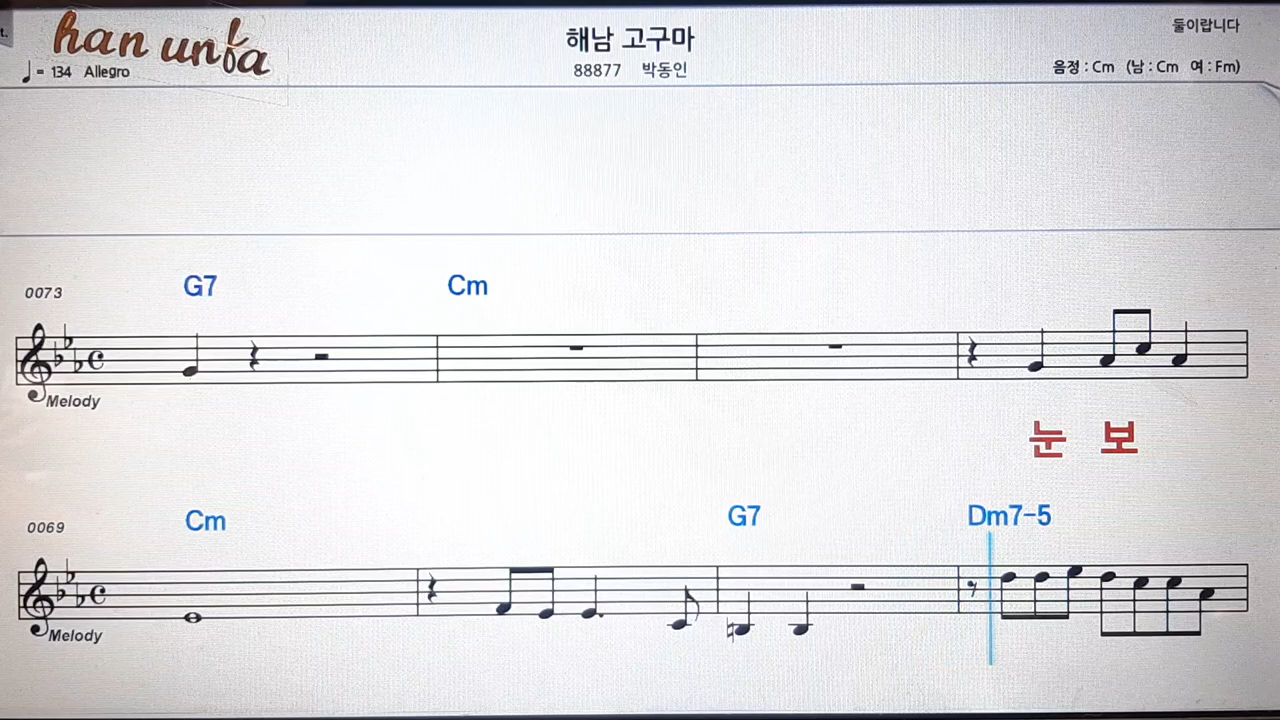 t.
han unfa
해남 고구마
둘이랍니다
♩ = 134 Allegro
88877 박동인
음정 : Cm (남 : Cm 여 : Fm)
0073 G7 Cm
Melody
눈 보
0069 Cm G7 Dm7-5
Melody